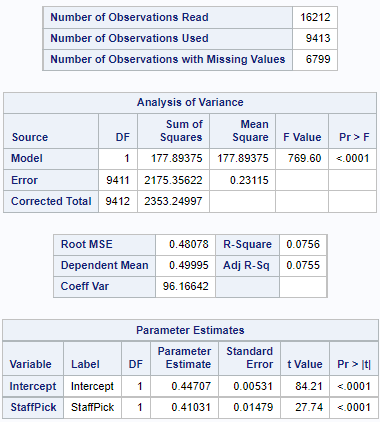 Number of Observations Read 16212
Number of Observations Used 9413
Number of Observations with Missing Values 6799
Analysis of Variance
Source DF Sum of Squares Mean Square F Value Pr > F
Model 1 177.89375 177.89375 769.60 <.0001
Error 9411 2175.35622 0.23115
Corrected Total 9412 2353.24997
Root MSE 0.48078 R-Square 0.0756
Dependent Mean 0.49995 Adj R-Sq 0.0755
Coeff Var 96.16642
Parameter Estimates
Variable Label DF Parameter Estimate Standard Error t Value Pr > |t|
Intercept Intercept 1 0.44707 0.00531 84.21 <.0001
StaffPick StaffPick 1 0.41031 0.01479 27.74 <.0001